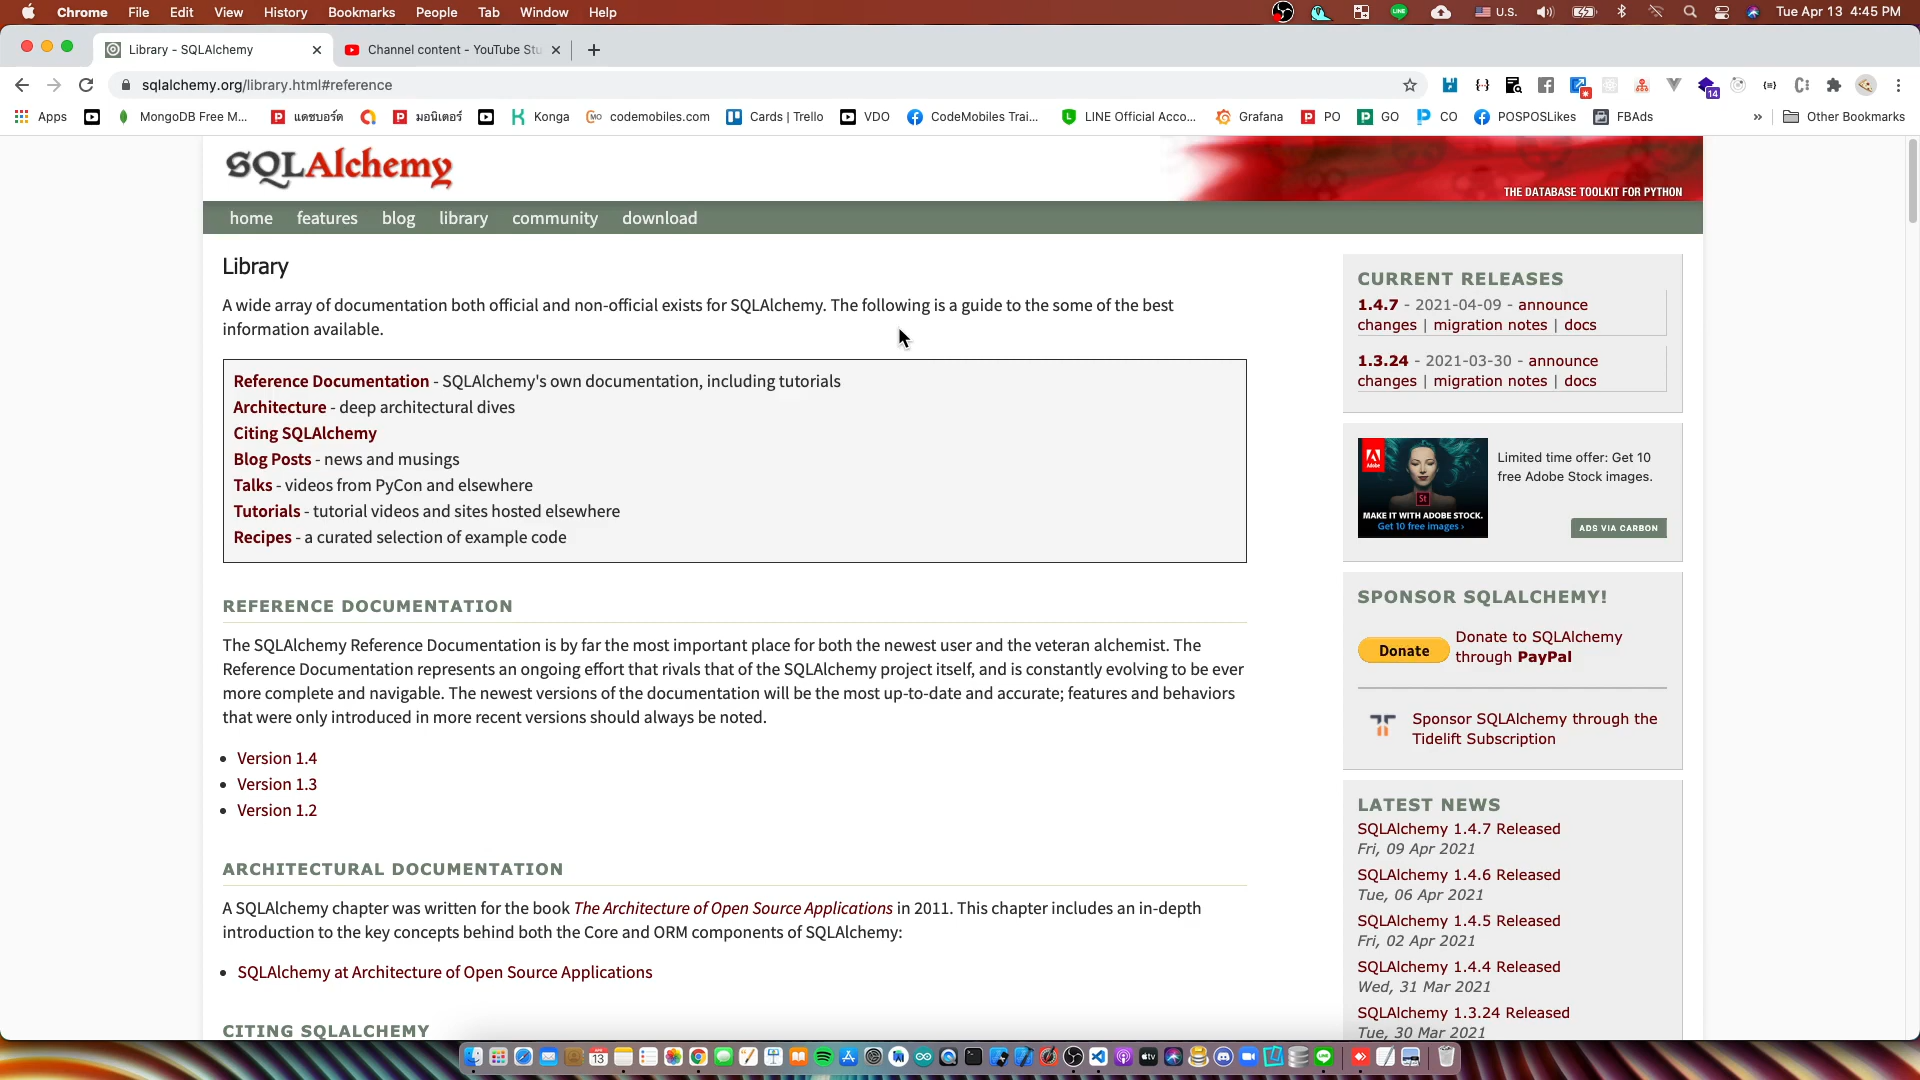 Chrome File Edit View History Bookmarks People Tab Window Help U.S. Tue Apr 13 4:45 PM
Library - SQLAlchemy
Channel content - YouTube Stu
sqlalchemy.org/library.html#reference
14
Apps MongoDB Free M... แดชบอร์ด มอนิเตอร์ Konga codemobiles.com Cards | Trello VDO CodeMobiles Trai... LINE Official Acco... Grafana PO GO CO POSPOSLikes FBAds » Other Bookmarks
SQLAlchemy
THE DATABASE TOOLKIT FOR PYTHON
home features blog library community download
Library
A wide array of documentation both official and non-official exists for SQLAlchemy. The following is a guide to the some of the best
information available.
Reference Documentation - SQLAlchemy's own documentation, including tutorials
Architecture - deep architectural dives
Citing SQLAlchemy
Blog Posts - news and musings
Talks - videos from PyCon and elsewhere
Tutorials - tutorial videos and sites hosted elsewhere
Recipes - a curated selection of example code
REFERENCE DOCUMENTATION
The SQLAlchemy Reference Documentation is by far the most important place for both the newest user and the veteran alchemist. The
Reference Documentation represents an ongoing effort that rivals that of the SQLAlchemy project itself, and is constantly evolving to be ever
more complete and navigable. The newest versions of the documentation will be the most up-to-date and accurate; features and behaviors
that were only introduced in more recent versions should always be noted.
Version 1.4
Version 1.3
Version 1.2
ARCHITECTURAL DOCUMENTATION
A SQLAlchemy chapter was written for the book The Architecture of Open Source Applications in 2011. This chapter includes an in-depth
introduction to the key concepts behind both the Core and ORM components of SQLAlchemy:
SQLAlchemy at Architecture of Open Source Applications
CITING SQLALCHEMY
CURRENT RELEASES
1.4.7 - 2021-04-09 - announce
changes | migration notes | docs
1.3.24 - 2021-03-30 - announce
changes | migration notes | docs
Adobe
St
MAKE IT WITH ADOBE STOCK.
Get 10 free images ›
Limited time offer: Get 10
free Adobe Stock images.
ADS VIA CARBON
SPONSOR SQLALCHEMY!
Donate
Donate to SQLAlchemy
through PayPal
Sponsor SQLAlchemy through the
Tidelift Subscription
LATEST NEWS
SQLAlchemy 1.4.7 Released
Fri, 09 Apr 2021
SQLAlchemy 1.4.6 Released
Tue, 06 Apr 2021
SQLAlchemy 1.4.5 Released
Fri, 02 Apr 2021
SQLAlchemy 1.4.4 Released
Wed, 31 Mar 2021
SQLAlchemy 1.3.24 Released
Tue, 30 Mar 2021